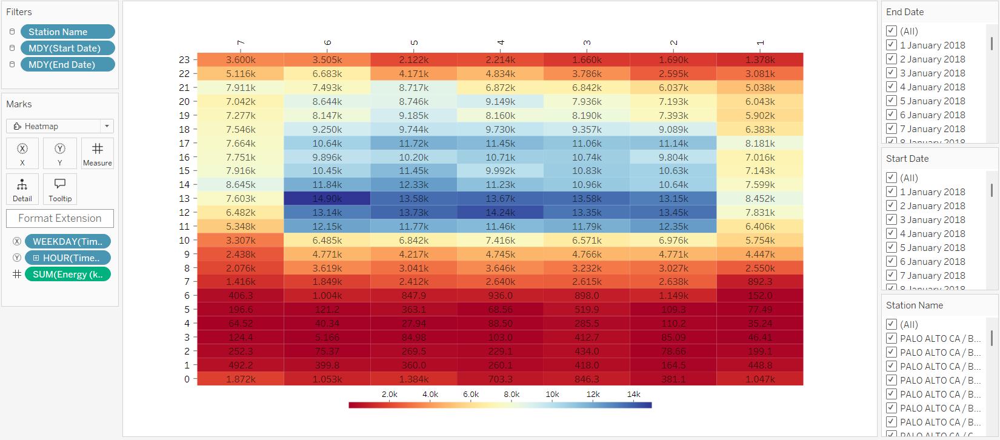 Filters
Station Name
MDY(Start Date)
MDY(End Date)
Marks
Heatmap
X Y Measure
Detail Tooltip
Format Extension
X WEEKDAY(Tim..
Y HOUR(Time..
SUM(Energy (k..
7 6 5 4 3 2 1
23 3.600k 3.505k 2.122k 2.214k 1.660k 1.690k 1.378k
22 5.116k 6.683k 4.171k 4.834k 3.786k 2.595k 3.081k
21 7.911k 7.493k 8.717k 6.872k 6.842k 6.037k 5.038k
20 7.042k 8.644k 8.746k 9.149k 7.936k 7.193k 6.043k
19 7.277k 8.147k 9.185k 8.160k 8.190k 7.393k 5.902k
18 7.546k 9.250k 9.744k 9.730k 9.357k 9.089k 6.383k
17 7.664k 10.64k 11.72k 11.45k 11.06k 11.14k 8.181k
16 7.751k 9.896k 10.20k 10.71k 10.74k 9.804k 7.016k
15 7.916k 10.45k 11.45k 9.992k 10.83k 10.63k 7.143k
14 8.645k 11.84k 12.33k 11.23k 10.96k 10.64k 7.599k
13 7.603k 14.90k 13.58k 13.67k 13.58k 13.15k 8.452k
12 6.482k 13.14k 13.73k 14.24k 13.35k 13.45k 7.831k
11 5.348k 12.15k 11.77k 11.46k 11.79k 12.35k 6.406k
10 3.307k 6.485k 6.842k 7.416k 6.571k 6.976k 5.754k
9 2.438k 4.771k 4.217k 4.745k 4.766k 4.771k 4.447k
8 2.076k 3.619k 3.041k 3.646k 3.232k 3.027k 2.550k
7 1.416k 1.849k 2.412k 2.640k 2.615k 2.638k 892.3
6 406.3 1.004k 847.9 936.0 898.0 1.149k 152.0
5 196.6 121.2 363.1 68.56 519.9 109.3 77.49
4 64.52 40.34 27.94 88.50 285.5 110.2 35.24
3 124.4 5.166 84.98 103.0 412.7 85.09 46.41
2 252.3 75.37 269.5 229.1 434.0 78.66 199.1
1 492.2 399.8 360.0 260.1 418.0 164.5 448.8
0 1.872k 1.053k 1.384k 703.3 846.3 381.1 1.047k
2.0k 4.0k 6.0k 8.0k 10k 12k 14k
End Date
(All)
1 January 2018
2 January 2018
3 January 2018
4 January 2018
5 January 2018
6 January 2018
7 January 2018
8 January 2018
Start Date
(All)
1 January 2018
2 January 2018
3 January 2018
4 January 2018
5 January 2018
6 January 2018
7 January 2018
8 January 2018
Station Name
(All)
PALO ALTO CA / B...
PALO ALTO CA / B...
PALO ALTO CA / B...
PALO ALTO CA / B...
PALO ALTO CA / B...
PALO ALTO CA / B...
PALO ALTO CA / B...
PALO ALTO CA / C...